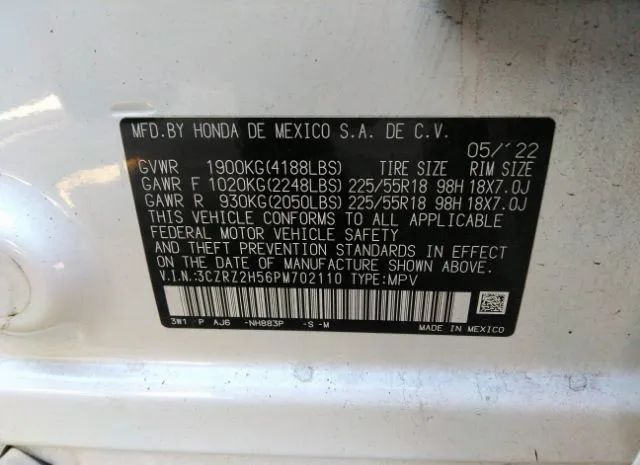 MFD.BY HONDA DE MEXICO S.A. DE C.V.
05/'22
GVWR 1900KG(4188LBS) TIRE SIZE RIM SIZE
GAWR F 1020KG(2248LBS) 225/55R18 98H 18X7.0J
GAWR R 930KG(2050LBS) 225/55R18 98H 18X7.0J
THIS VEHICLE CONFORMS TO ALL APPLICABLE
FEDERAL MOTOR VEHICLE SAFETY
AND THEFT PREVENTION STANDARDS IN EFFECT
ON THE DATE OF MANUFACTURE SHOWN ABOVE.
V.I.N.:3CZRZ2H56PM702110 TYPE:MPV
3W1 -P AJ6 -NH883P -S -M
MADE IN MEXICO